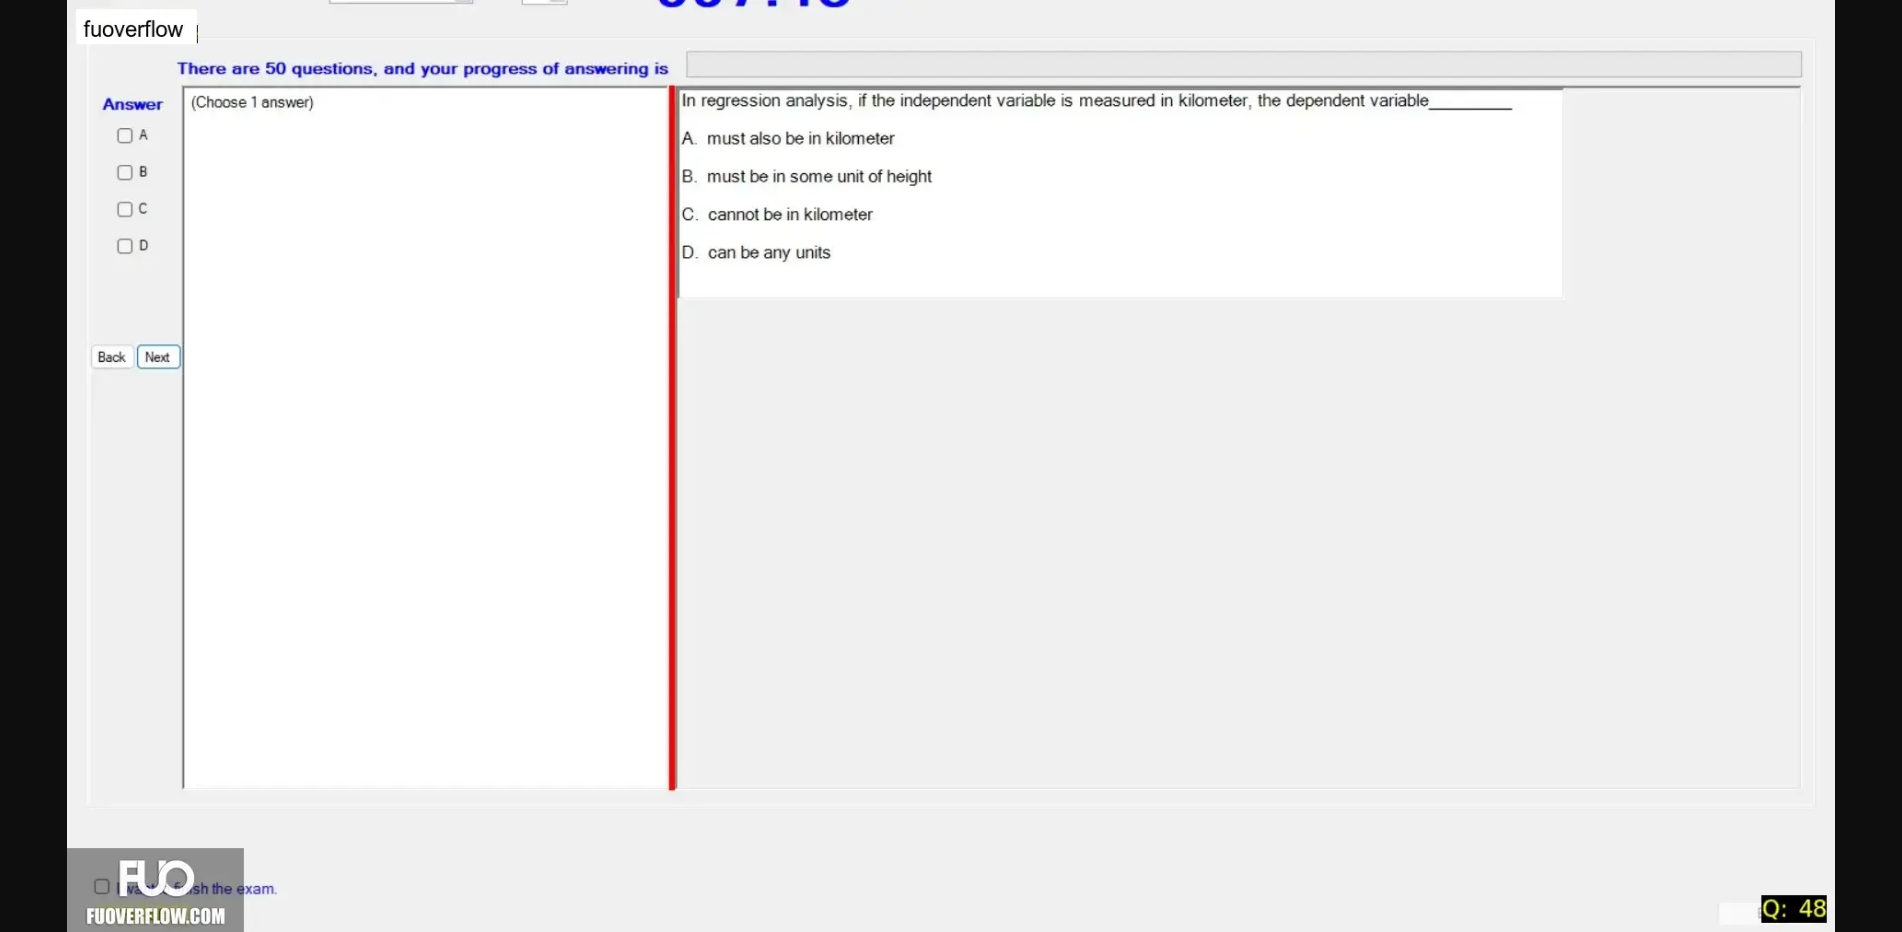 fuoverflow
There are 50 questions, and your progress of answering is
Answer
(Choose 1 answer)
A
B
C
D
Back
Next
In regression analysis, if the independent variable is measured in kilometer, the dependent variable_________
A. must also be in kilometer
B. must be in some unit of height
C. cannot be in kilometer
D. can be any units
the exam.
FUO
FUOVERFLOW.COM
Q: 48